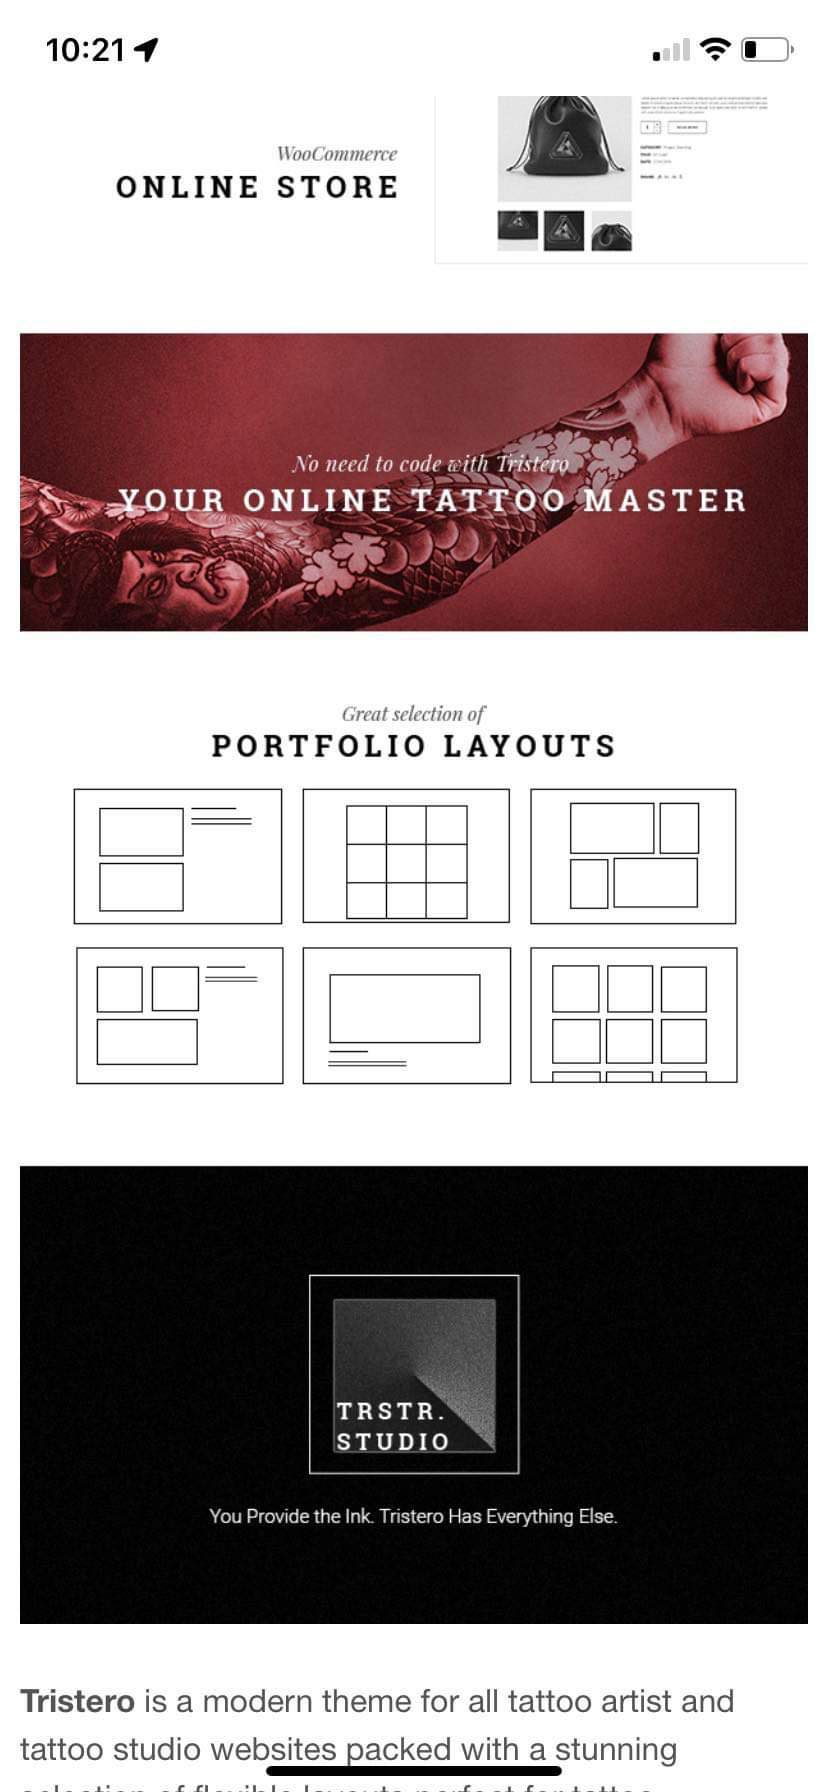 10:21
WooCommerce
ONLINE STORE
No need to code with Tristero
YOUR ONLINE TATTOO MASTER
Great selection of
PORTFOLIO LAYOUTS
TRSTR.
STUDIO
You Provide the Ink. Tristero Has Everything Else.
Tristero is a modern theme for all tattoo artist and
tattoo studio websites packed with a stunning